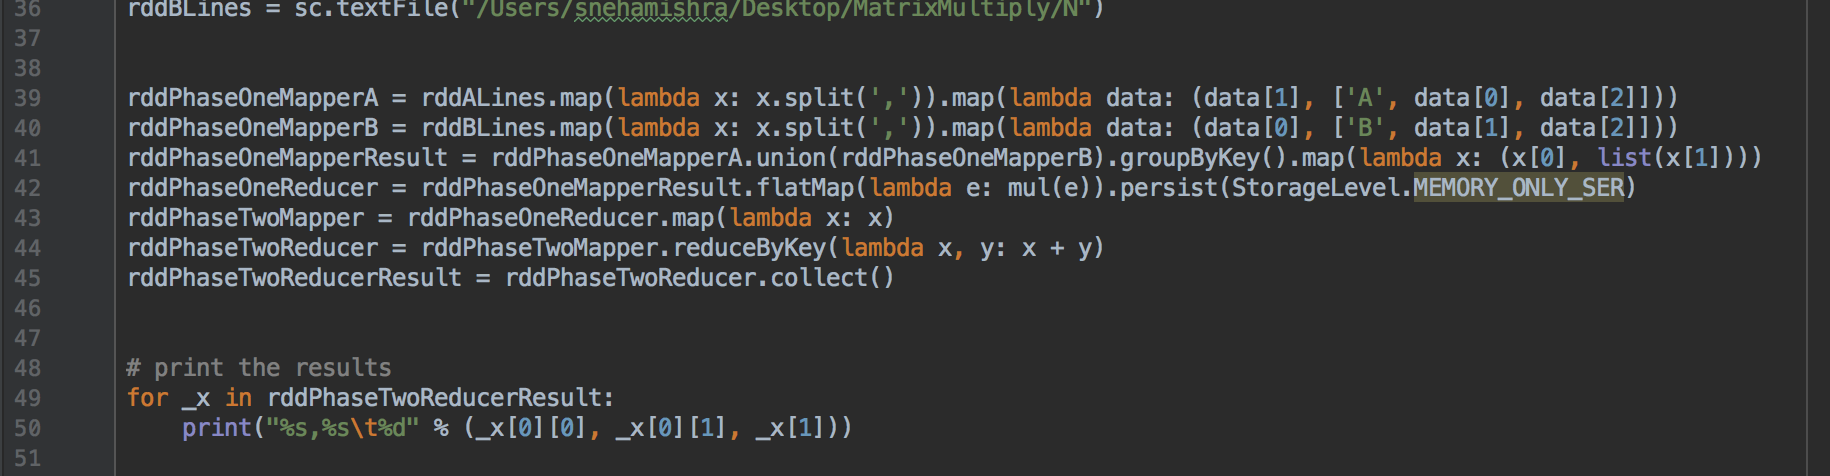 36 rddBLines = sc.textFile("/Users/snehamishra/Desktop/MatrixMultiply/N")
37
38
39 rddPhaseOneMapperA = rddALines.map(lambda x: x.split(',')).map(lambda data: (data[1], ['A', data[0], data[2]]))
40 rddPhaseOneMapperB = rddBLines.map(lambda x: x.split(',')).map(lambda data: (data[0], ['B', data[1], data[2]]))
41 rddPhaseOneMapperResult = rddPhaseOneMapperA.union(rddPhaseOneMapperB).groupByKey().map(lambda x: (x[0], list(x[1])))
42 rddPhaseOneReducer = rddPhaseOneMapperResult.flatMap(lambda e: mul(e)).persist(StorageLevel.MEMORY_ONLY_SER)
43 rddPhaseTwoMapper = rddPhaseOneReducer.map(lambda x: x)
44 rddPhaseTwoReducer = rddPhaseTwoMapper.reduceByKey(lambda x, y: x + y)
45 rddPhaseTwoReducerResult = rddPhaseTwoReducer.collect()
46
47
48 # print the results
49 for _x in rddPhaseTwoReducerResult:
50     print("%s,%s\t%d" % (_x[0][0], _x[0][1], _x[1]))
51